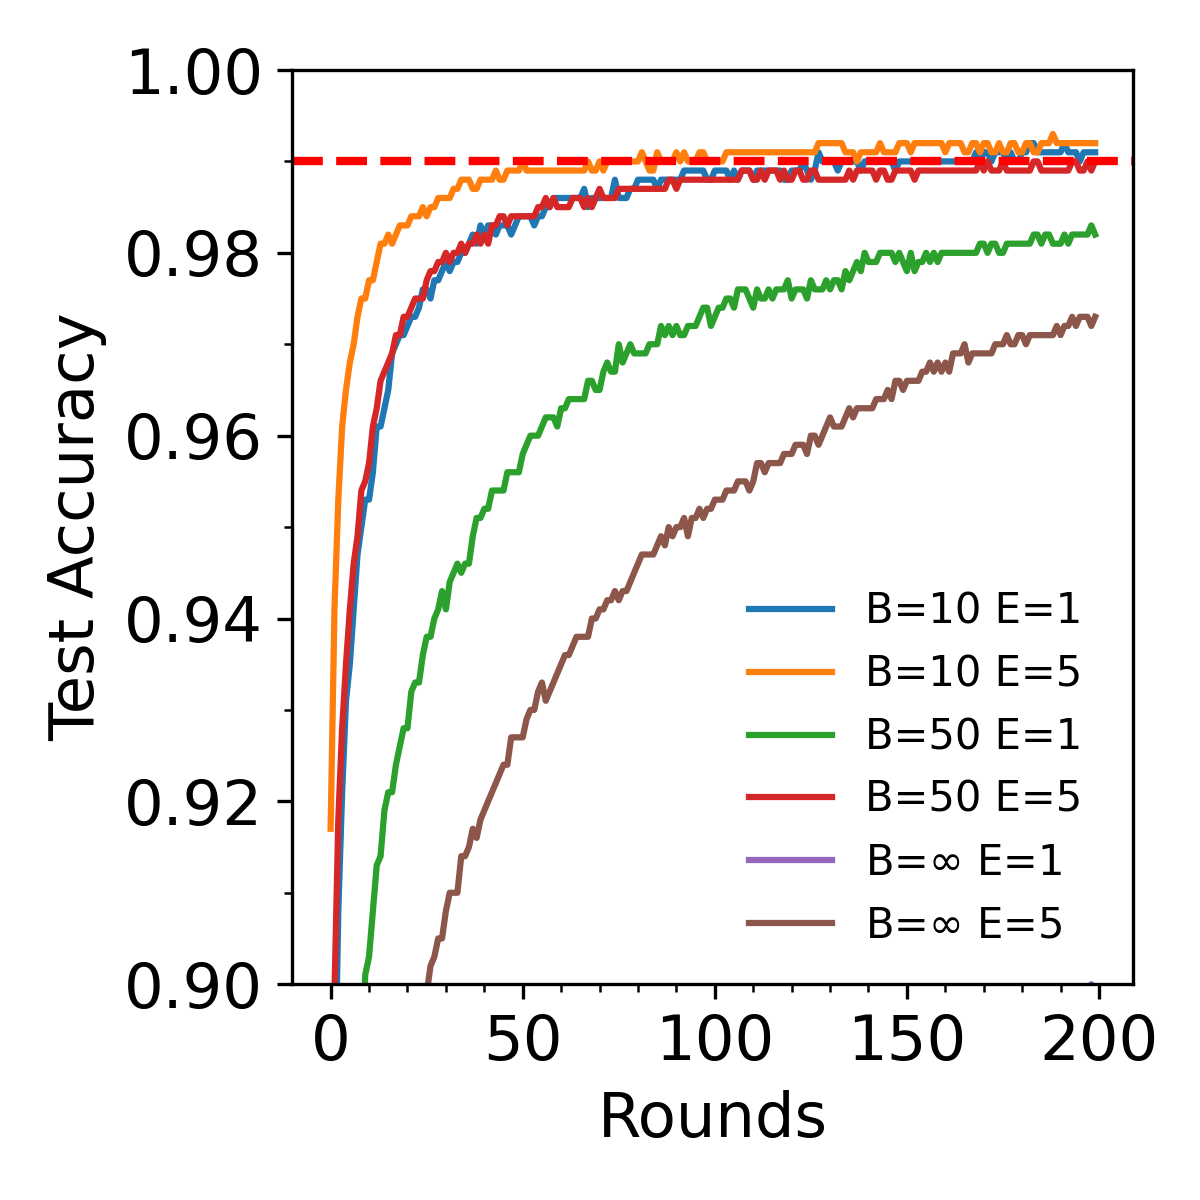 1.00
0.98
0.96
0.94
0.92
0.90
Test Accuracy
B=10 E=1
B=10 E=5
B=50 E=1
B=50 E=5
B=∞ E=1
B=∞ E=5
0 50 100 150 200
Rounds